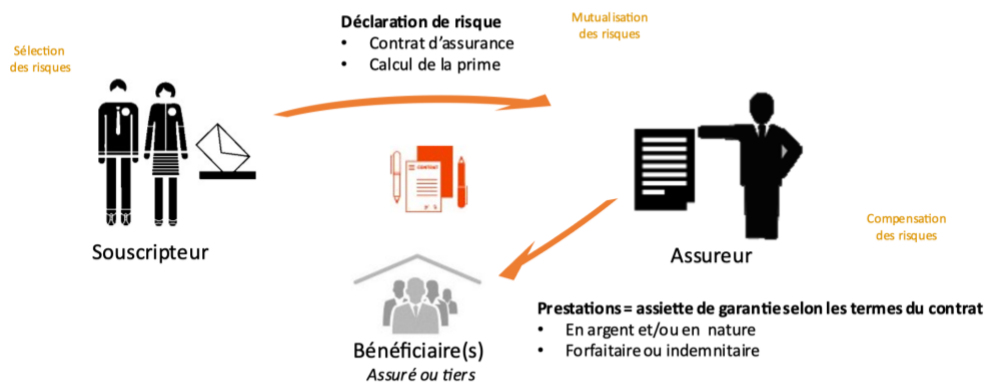 Déclaration de risque
• Contrat d'assurance
• Calcul de la prime
Mutualisation
des risques
Sélection
des risques
CONTRAT
Souscripteur
Assureur
Compensation
des risques
Bénéficiaire(s)
Assuré ou tiers
Prestations = assiette de garantie selon les termes du contrat
• En argent et/ou en nature
• Forfaitaire ou indemnitaire